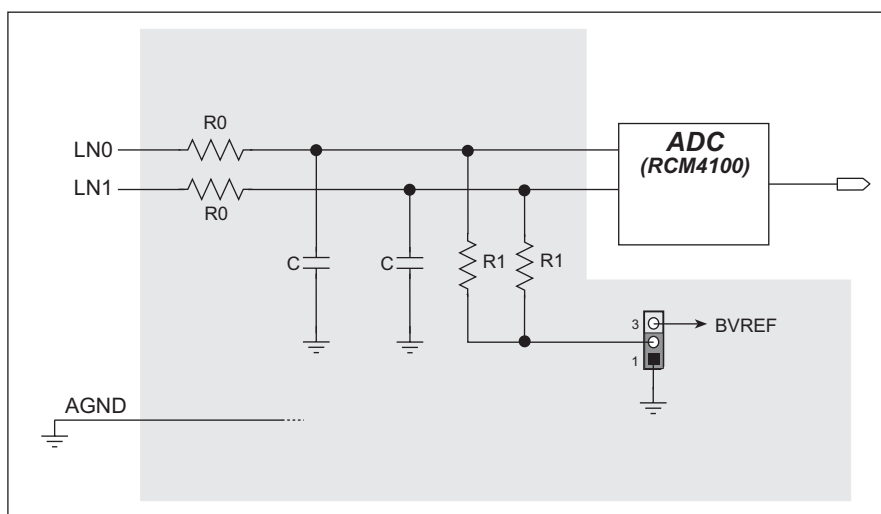 R0
LN0
LN1
R0
ADC
(RCM4100)
C
C
R1
R1
3
BVREF
1
AGND